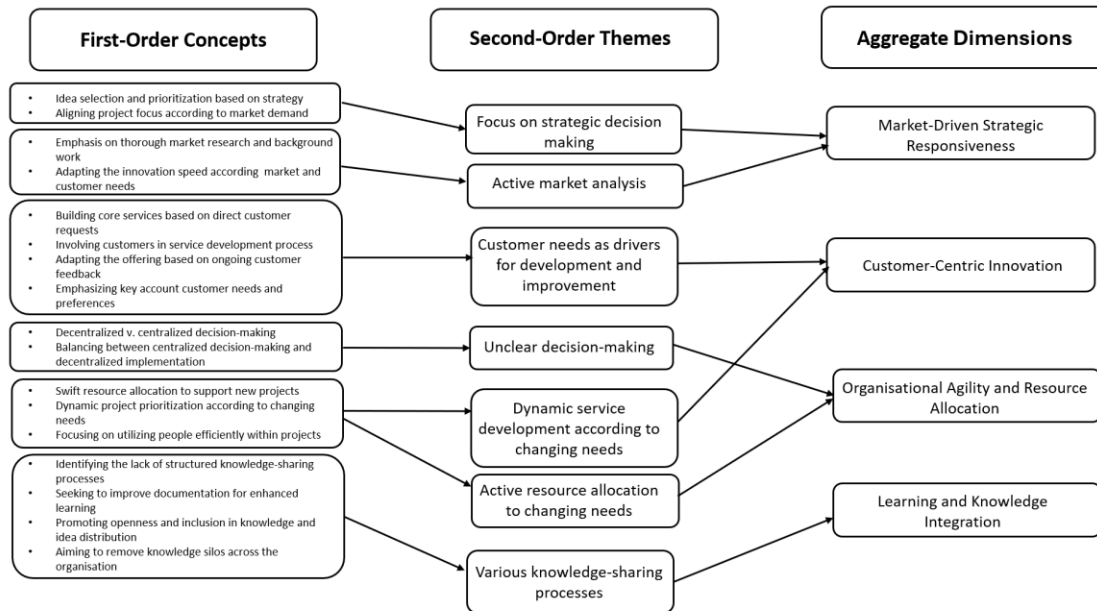 First-Order Concepts
Second-Order Themes
Aggregate Dimensions
• Idea selection and prioritization based on strategy
• Aligning project focus according to market demand
• Emphasis on thorough market research and background
work
• Adapting the innovation speed according market and
customer needs
• Building core services based on direct customer
requests
• Involving customers in service development process
• Adapting the offering based on ongoing customer
feedback
• Emphasizing key account customer needs and
preferences
• Decentralized v. centralized decision-making
• Balancing between centralized decision-making and
decentralized implementation
• Swift resource allocation to support new projects
• Dynamic project prioritization according to changing
needs
• Focusing on utilizing people efficiently within projects
• Identifying the lack of structured knowledge-sharing
processes
• Seeking to improve documentation for enhanced
learning
• Promoting openness and inclusion in knowledge and
idea distribution
• Aiming to remove knowledge silos across the
organisation
Focus on strategic decision
making
Active market analysis
Customer needs as drivers
for development and
improvement
Unclear decision-making
Dynamic service
development according to
changing needs
Active resource allocation
to changing needs
Various knowledge-sharing
processes
Market-Driven Strategic
Responsiveness
Customer-Centric Innovation
Organisational Agility and Resource
Allocation
Learning and Knowledge
Integration